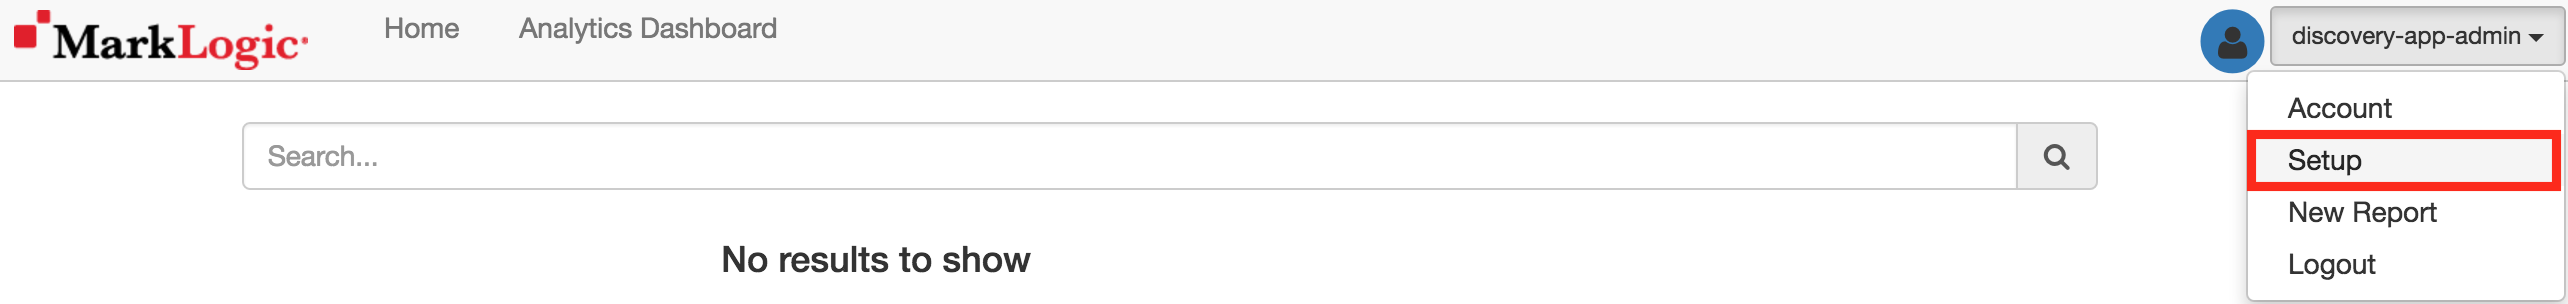 MarkLogic
Home
Analytics Dashboard
discovery-app-admin
Account
Setup
New Report
Logout
Search...
No results to show